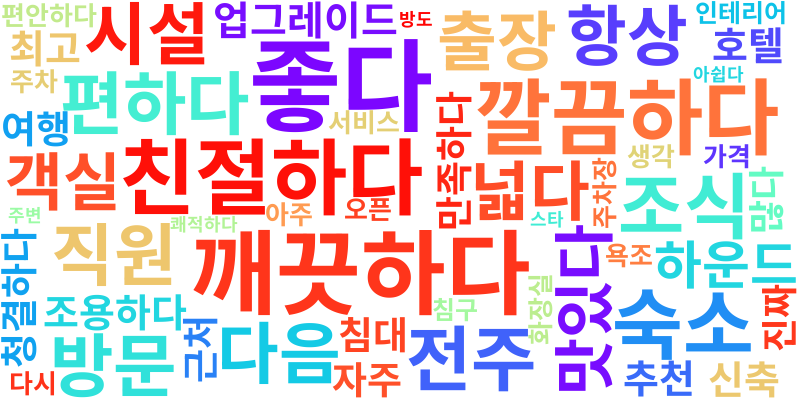 편안하다
시설
업그레이드
방도
출장
항상
인테리어
최고
호텔
주차
편하다
좋다
깔끔하다
아쉽다
여행
서비스
만족하다
생각
가격
객실
친절하다
넓다
주차장
조식
많다
주변
쾌적하다
아주
오픈
스타
직원
깨끗하다
맛있다
욕조
하운드
청결하다
조용하다
근처
다음
침대
전주
침구
화장실
숙소
진짜
다시
방문
자주
추천
신축